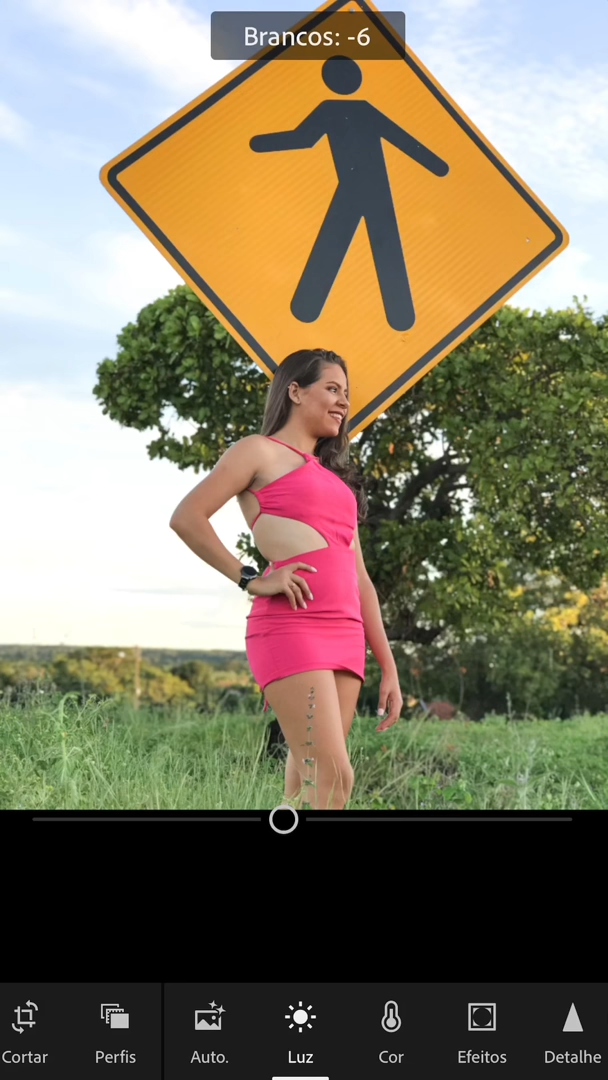 Brancos: -6
Cortar
Perfis
Auto.
Luz
Cor
Efeitos
Detalhe